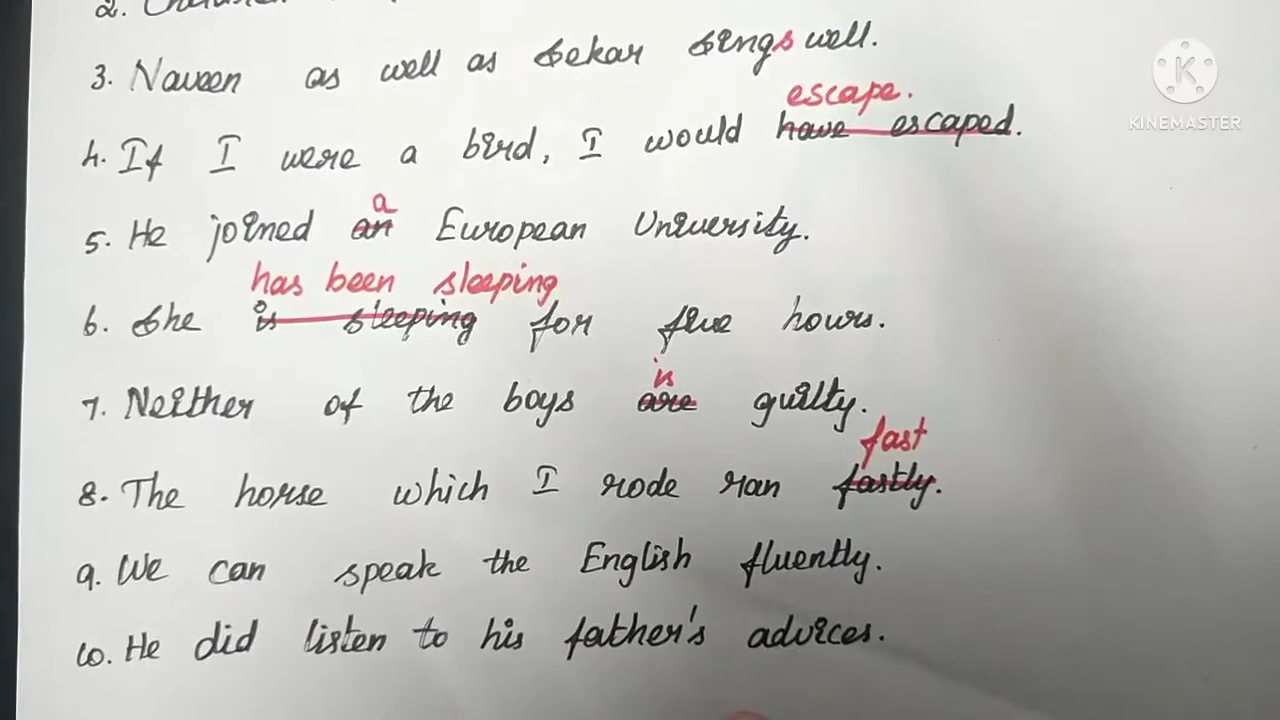 2.
3. Naveen as well as Sekar sings well.
escape.
4. If I were a bird, I would have escaped.
a
5. He joined an European University.
has been sleeping
6. She is sleeping for five hours.
is
7. Neither of the boys are guilty.
fast
8. The horse which I rode ran fastly.
9. We can speak the English fluently.
10. He did listen to his father's advices.
K
KINEMASTER